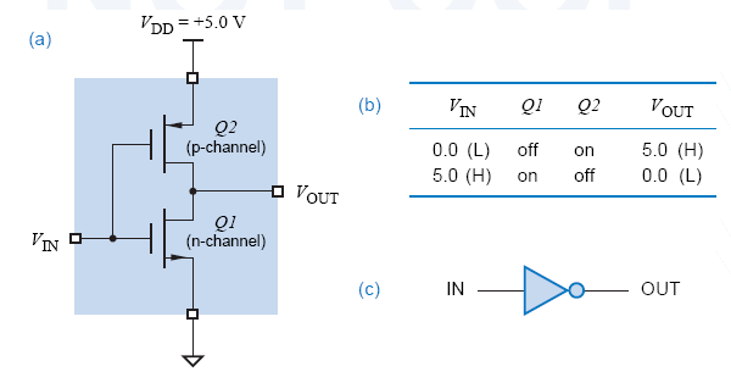 (a)
VDD = +5.0 V
Q2
(p-channel)
VOUT
Q1
(n-channel)
VIN
(b)
VIN Q1 Q2 VOUT
0.0 (L) off on 5.0 (H)
5.0 (H) on off 0.0 (L)
(c)
IN OUT